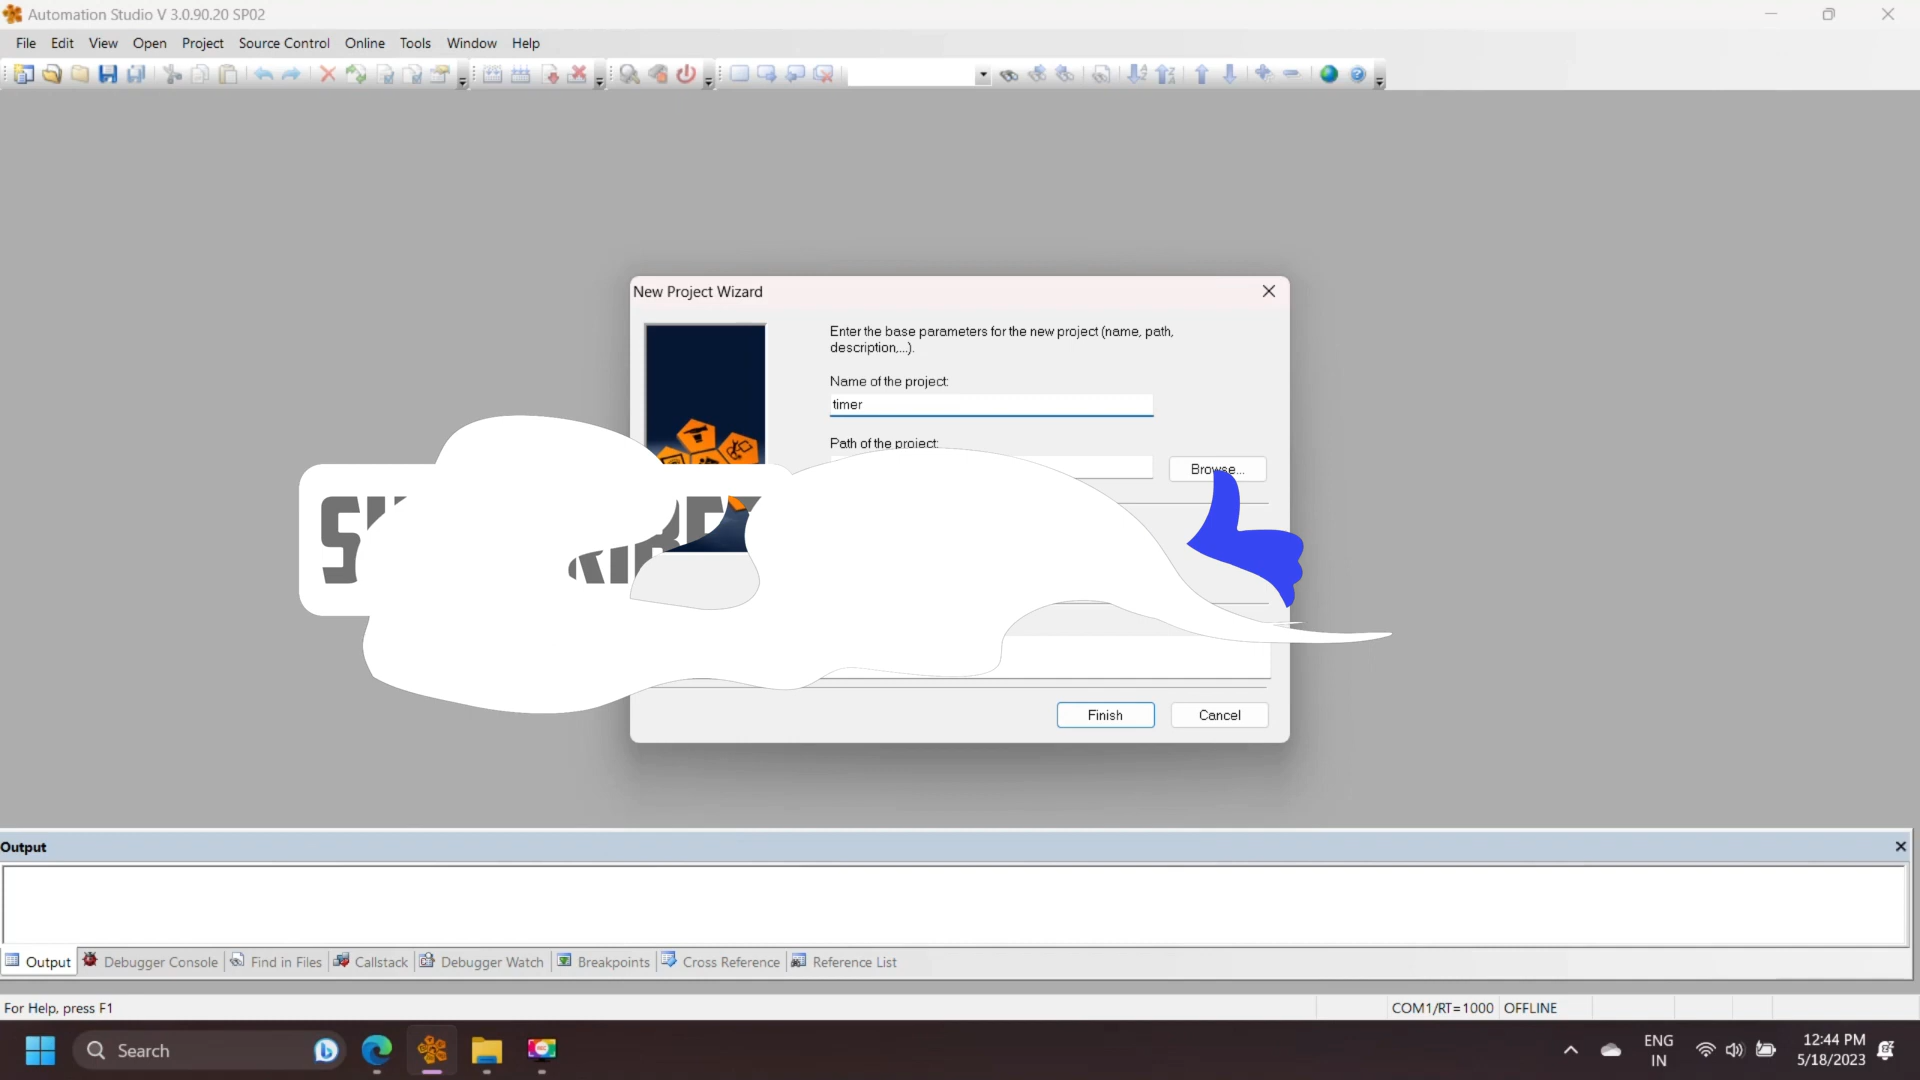 Automation Studio V 3.0.90.20 SP02
File Edit View Open Project Source Control Online Tools Window Help
New Project Wizard
Enter the base parameters for the new project (name, path,
description,...).
Name of the project:
timer
Path of the project:
Browse...
Finish Cancel
Output
Output Debugger Console Find in Files Callstack Debugger Watch Breakpoints Cross Reference Reference List
For Help, press F1
COM1/RT=1000 OFFLINE
Search
ENG
IN
12:44 PM
5/18/2023